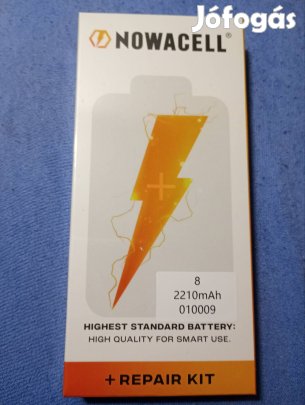 Jófogás
NOWACELL®
8
2210mAh
010009
HIGHEST STANDARD BATTERY:
HIGH QUALITY FOR SMART USE.
+ REPAIR KIT